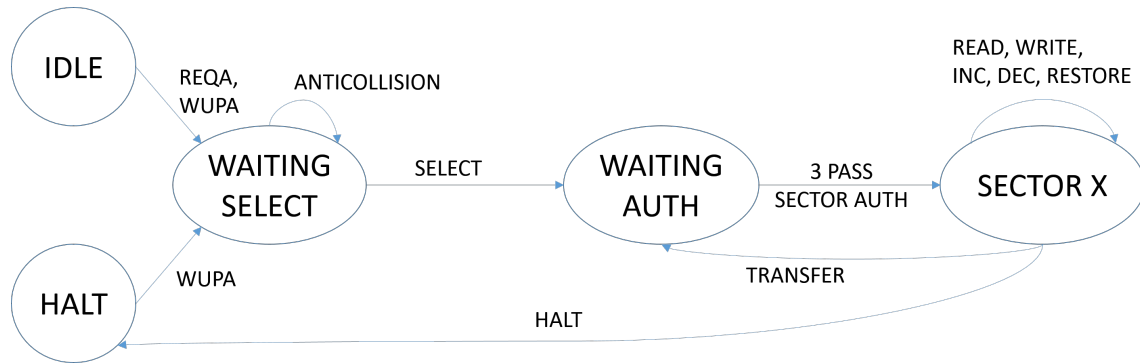 IDLE
REQA,
WUPA
ANTICOLLISION
READ, WRITE,
INC, DEC, RESTORE
WAITING
SELECT
SELECT
WAITING
AUTH
3 PASS
SECTOR AUTH
SECTOR X
HALT
WUPA
TRANSFER
HALT